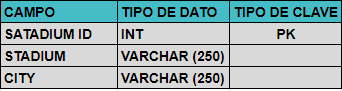 CAMPO TIPO DE DATO TIPO DE CLAVE
SATADIUM ID INT PK
STADIUM VARCHAR (250)
CITY VARCHAR (250)